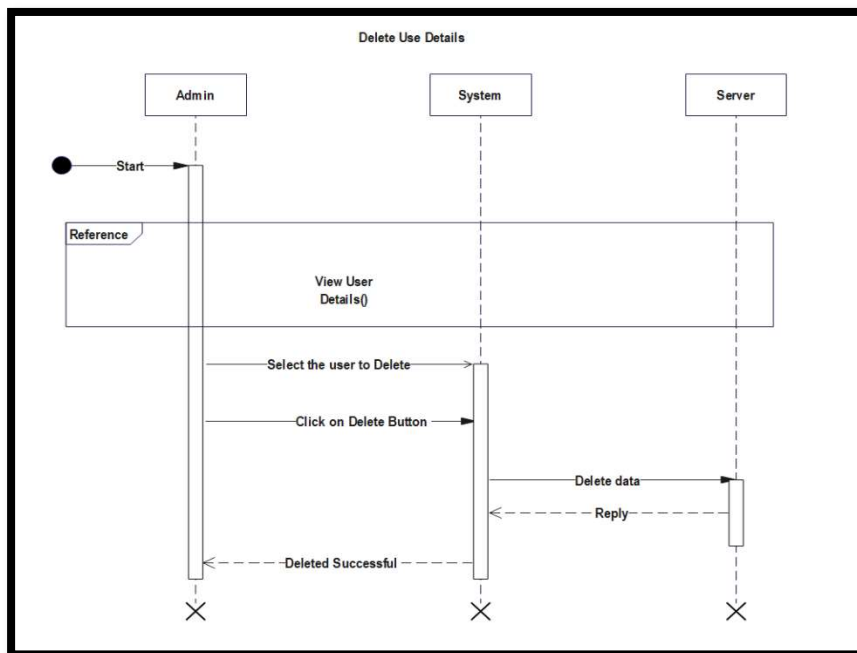 Delete Use Details
Admin
System
Server
Start
Reference
View User
Details()
Select the user to Delete
Click on Delete Button
Delete data
Reply
Deleted Successful